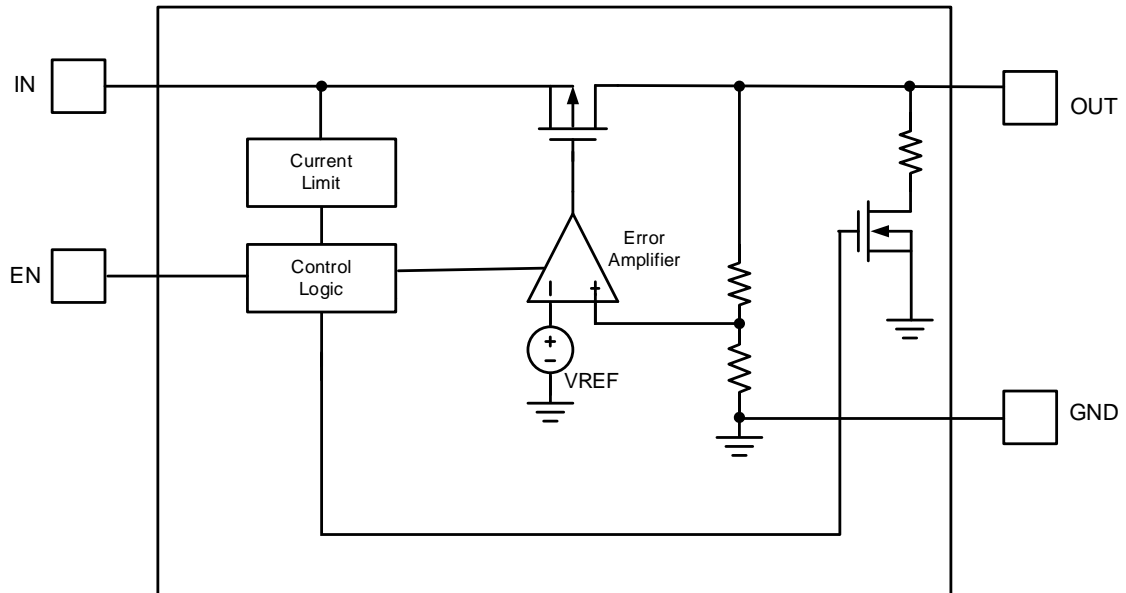 IN
OUT
Current
Limit
EN
Control
Logic
Error
Amplifier
VREF
GND